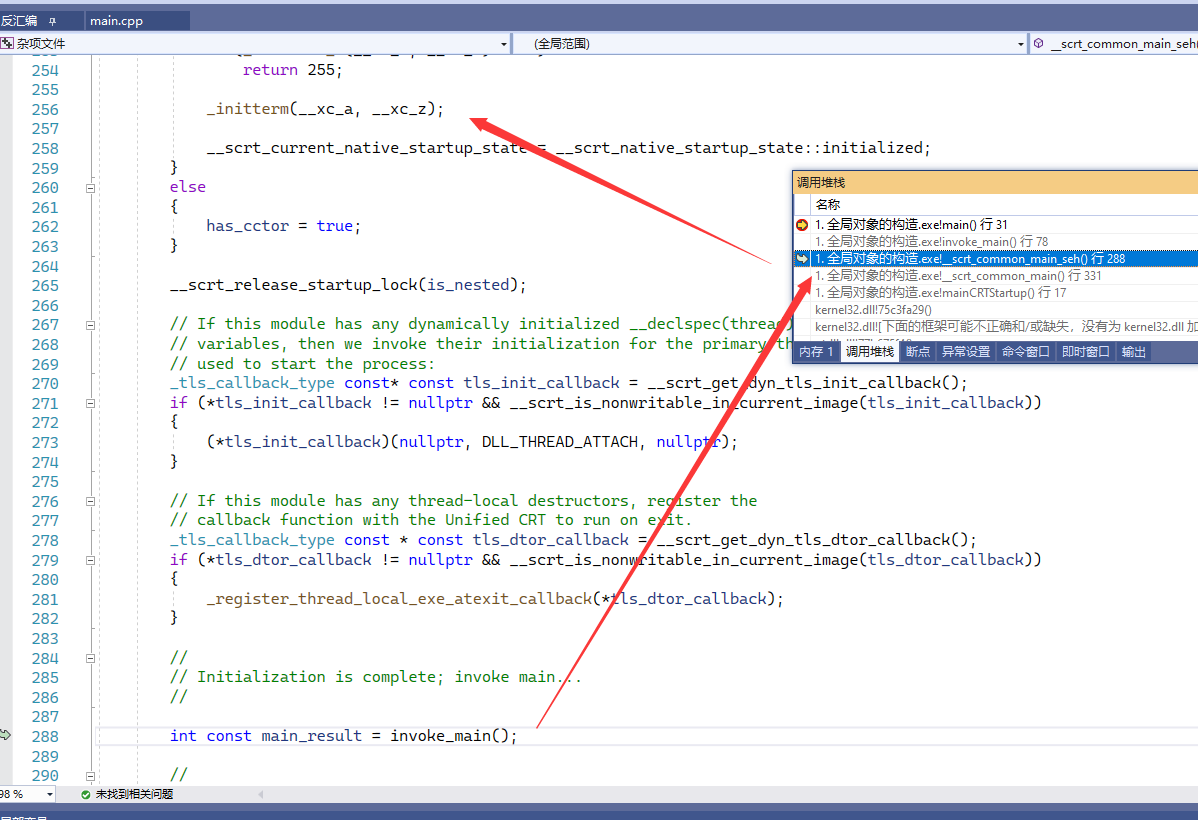 反汇编 main.cpp
杂项文件 (全局范围) __scrt_common_main_seh(
254 return 255;
255
256 _initterm(__xc_a, __xc_z);
257
258 __scrt_current_native_startup_state = __scrt_native_startup_state::initialized;
259 }
260 else
261 {
262 has_cctor = true;
263 }
264
265 __scrt_release_startup_lock(is_nested);
266
267 // If this module has any dynamically initialized __declspec(thread)
268 // variables, then we invoke their initialization for the primary th
269 // used to start the process:
270 _tls_callback_type const* const tls_init_callback = __scrt_get_dyn_tls_init_callback();
271 if (*tls_init_callback != nullptr && __scrt_is_nonwritable_in_current_image(tls_init_callback))
272 {
273 (*tls_init_callback)(nullptr, DLL_THREAD_ATTACH, nullptr);
274 }
275
276 // If this module has any thread-local destructors, register the
277 // callback function with the Unified CRT to run on exit.
278 _tls_callback_type const * const tls_dtor_callback = __scrt_get_dyn_tls_dtor_callback();
279 if (*tls_dtor_callback != nullptr && __scrt_is_nonwritable_in_current_image(tls_dtor_callback))
280 {
281 _register_thread_local_exe_atexit_callback(*tls_dtor_callback);
282 }
283
284 //
285 // Initialization is complete; invoke main...
286 //
287
288 int const main_result = invoke_main();
289
290 //
98 % 未找到相关问题
调用堆栈
名称
1. 全局对象的构造.exe!main() 行 31
1. 全局对象的构造.exe!invoke_main() 行 78
1. 全局对象的构造.exe!__scrt_common_main_seh() 行 288
1. 全局对象的构造.exe!__scrt_common_main() 行 331
1. 全局对象的构造.exe!mainCRTStartup() 行 17
kernel32.dll!75c3fa29()
kernel32.dll![下面的框架可能不正确和/或缺失，没有为 kernel32.dll 加
内存 1 调用堆栈 断点 异常设置 命令窗口 即时窗口 输出